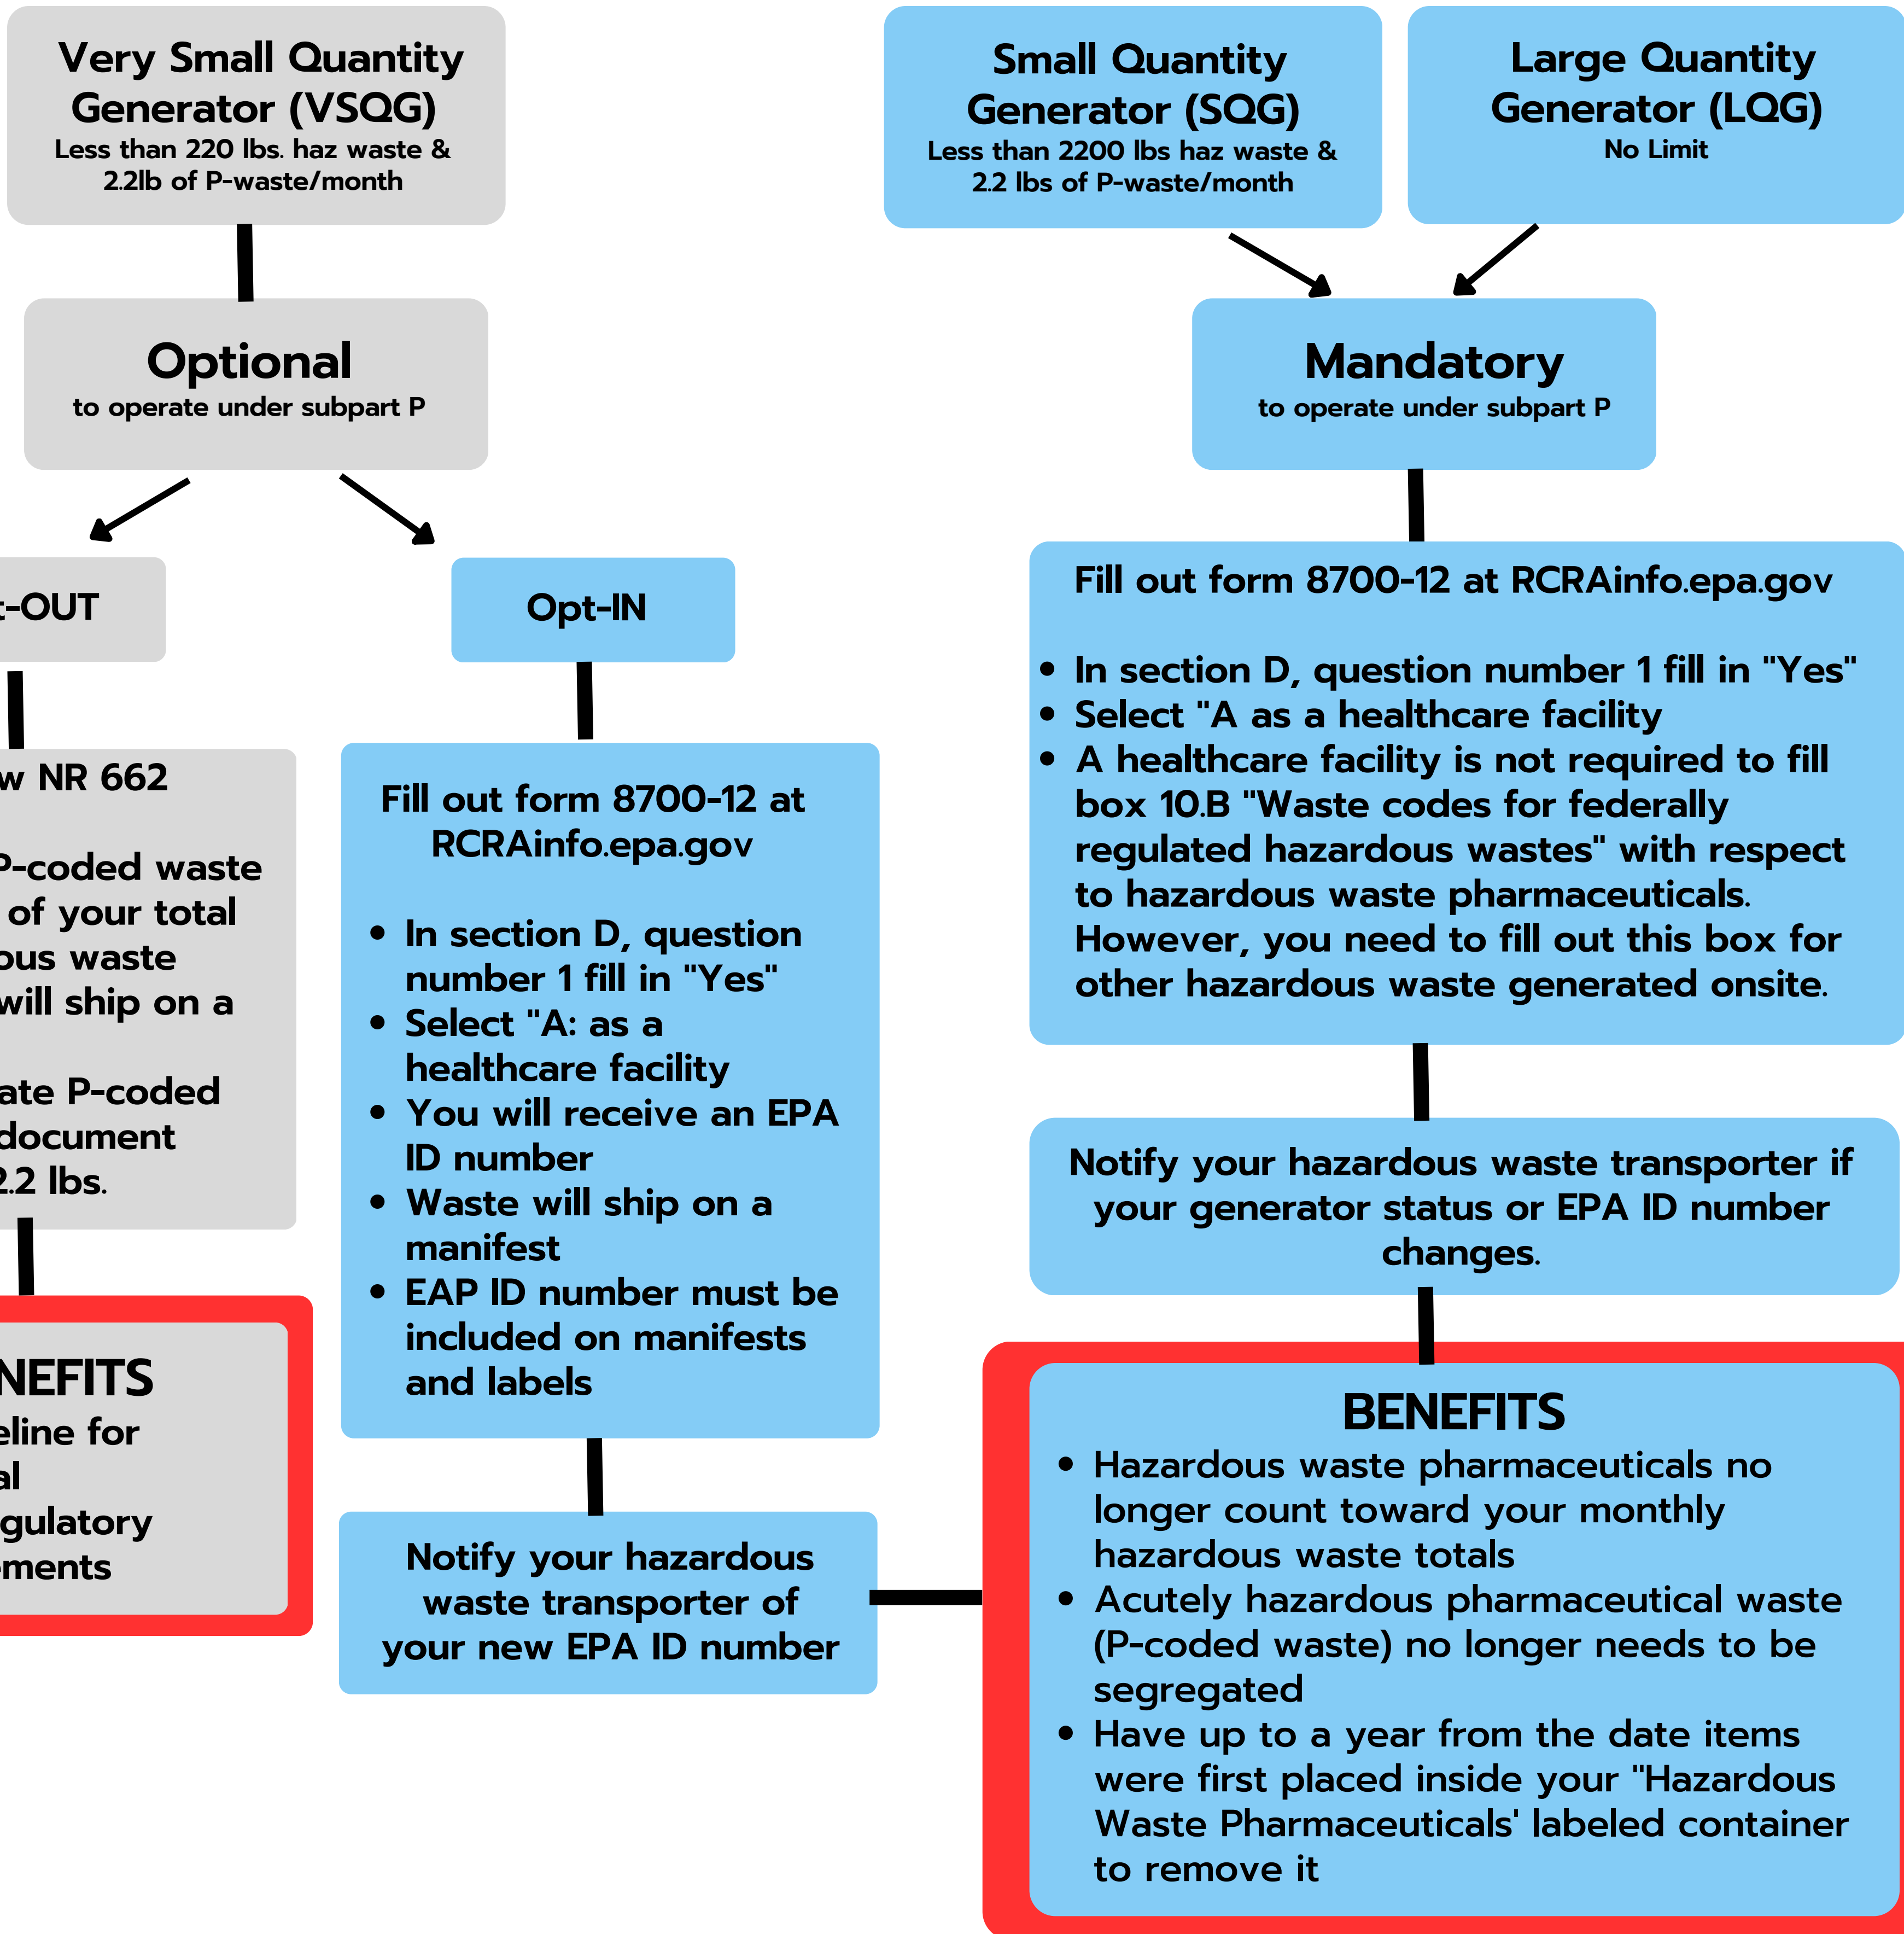 Very Small Quantity
Generator (VSQG)
Less than 220 lbs. haz waste &
2.2lb of P-waste/month
Small Quantity
Generator (SQG)
Less than 2200 lbs haz waste &
2.2 lbs of P-waste/month
Large Quantity
Generator (LQG)
No Limit
Optional
to operate under subpart P
Mandatory
to operate under subpart P
t-OUT
Opt-IN
w NR 662
P-coded waste
of your total
ous waste
will ship on a
ate P-coded
document
2.2 lbs.
NEFITS
eline for
al
gulatory
ements
Fill out form 8700-12 at
RCRAinfo.epa.gov
• In section D, question
number 1 fill in "Yes"
• Select "A: as a
healthcare facility
• You will receive an EPA
ID number
• Waste will ship on a
manifest
• EAP ID number must be
included on manifests
and labels
Notify your hazardous
waste transporter of
your new EPA ID number
Fill out form 8700-12 at RCRAinfo.epa.gov
• In section D, question number 1 fill in "Yes"
• Select "A as a healthcare facility
• A healthcare facility is not required to fill
box 10.B "Waste codes for federally
regulated hazardous wastes" with respect
to hazardous waste pharmaceuticals.
However, you need to fill out this box for
other hazardous waste generated onsite.
Notify your hazardous waste transporter if
your generator status or EPA ID number
changes.
BENEFITS
• Hazardous waste pharmaceuticals no
longer count toward your monthly
hazardous waste totals
• Acutely hazardous pharmaceutical waste
(P-coded waste) no longer needs to be
segregated
• Have up to a year from the date items
were first placed inside your "Hazardous
Waste Pharmaceuticals' labeled container
to remove it